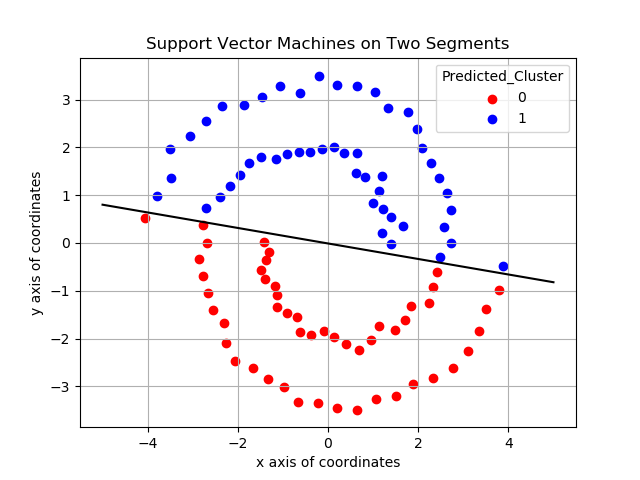 Support Vector Machines on Two Segments
Predicted_Cluster
0
1
y axis of coordinates
3
2
1
0
−1
−2
−3
−4 −2 0 2 4
x axis of coordinates